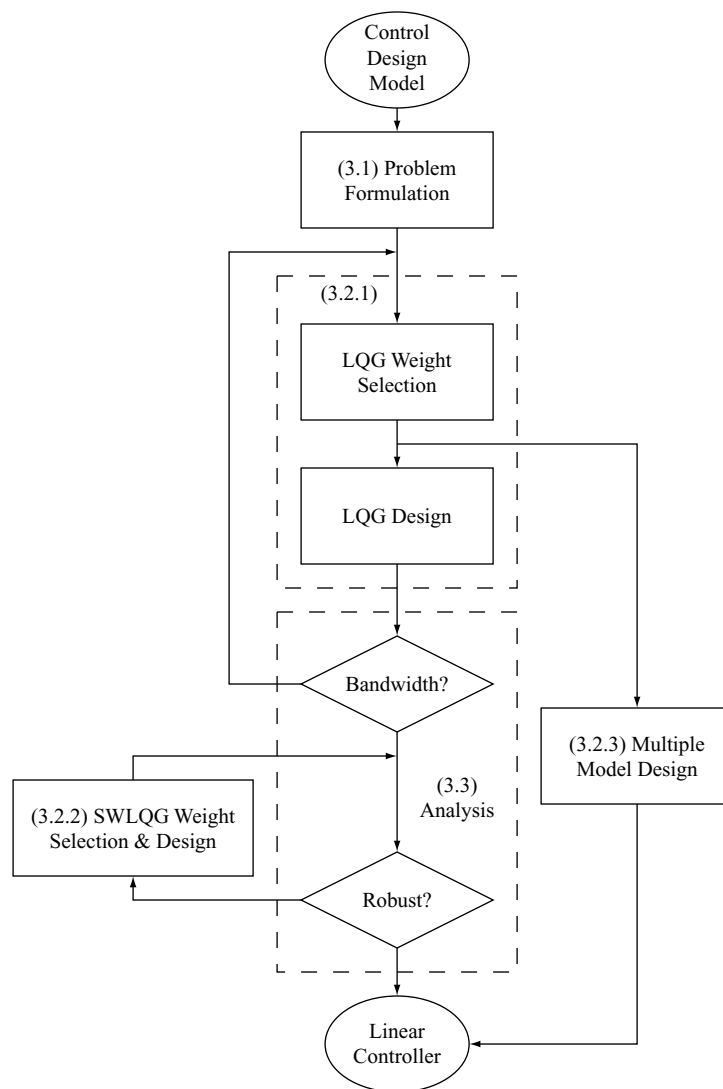 Control
Design
Model
(3.1) Problem
Formulation
(3.2.1)
LQG Weight
Selection
LQG Design
Bandwidth?
(3.2.3) Multiple
Model Design
(3.3)
Analysis
(3.2.2) SWLQG Weight
Selection & Design
Robust?
Linear
Controller